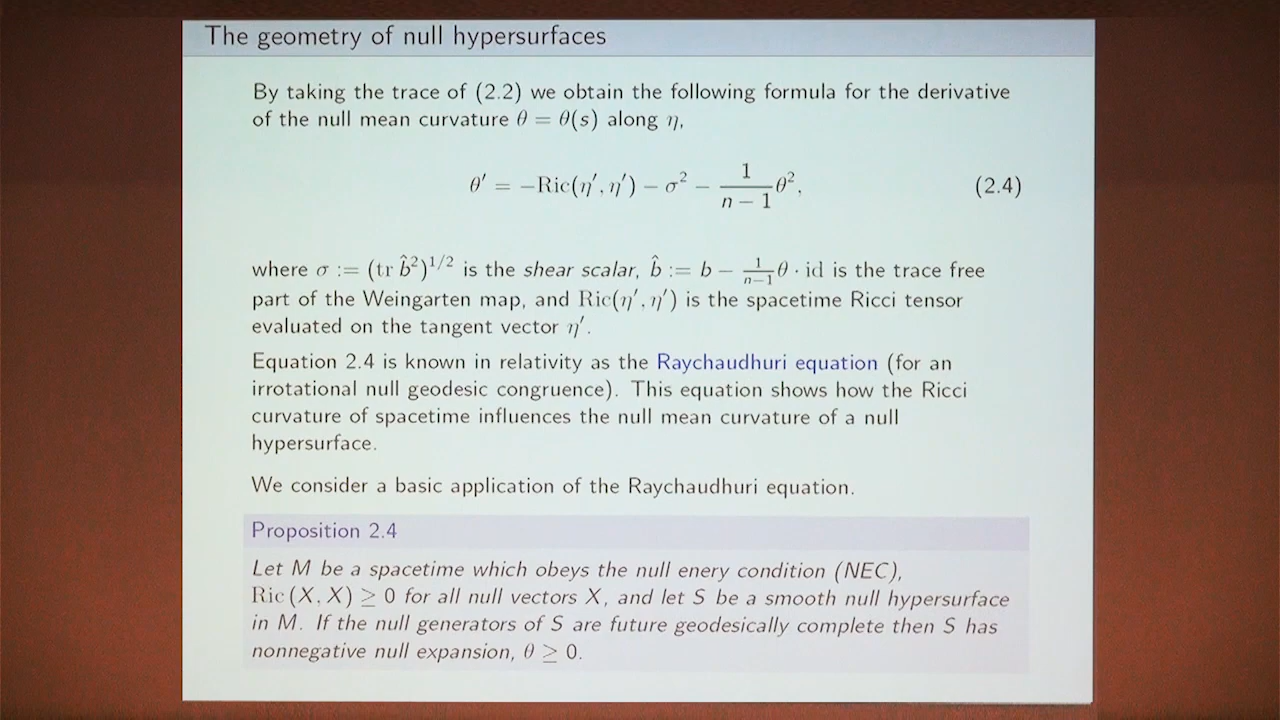 The geometry of null hypersurfaces
By taking the trace of (2.2) we obtain the following formula for the derivative
of the null mean curvature θ = θ(s) along η,
θ′ = −Ric(η′, η′) − σ² − 1/(n − 1) θ², (2.4)
where σ := (tr b̂²)^{1/2} is the shear scalar, b̂ := b − 1/(n−1) θ · id is the trace free
part of the Weingarten map, and Ric(η′, η′) is the spacetime Ricci tensor
evaluated on the tangent vector η′.
Equation 2.4 is known in relativity as the Raychaudhuri equation (for an
irrotational null geodesic congruence). This equation shows how the Ricci
curvature of spacetime influences the null mean curvature of a null
hypersurface.
We consider a basic application of the Raychaudhuri equation.
Proposition 2.4
Let M be a spacetime which obeys the null enery condition (NEC),
Ric (X, X) ≥ 0 for all null vectors X, and let S be a smooth null hypersurface
in M. If the null generators of S are future geodesically complete then S has
nonnegative null expansion, θ ≥ 0.